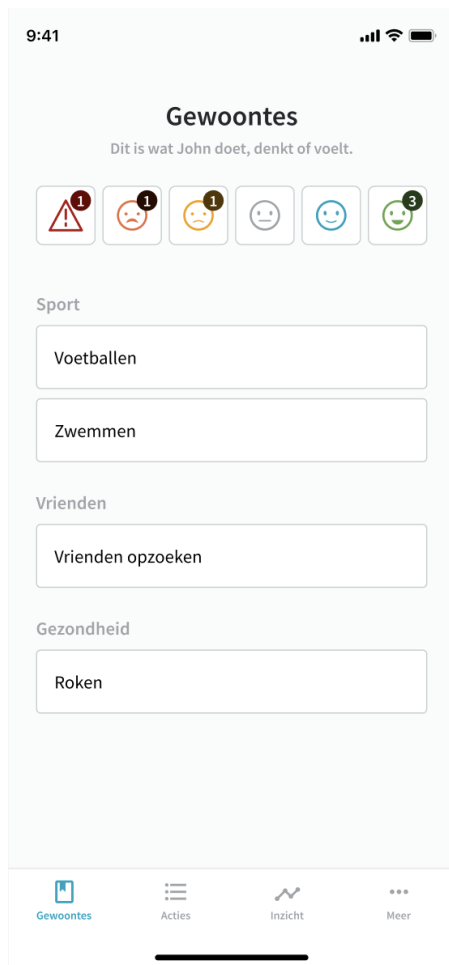 9:41
Gewoontes
Dit is wat John doet, denkt of voelt.
1 1 1 3
Sport
Voetballen
Zwemmen
Vrienden
Vrienden opzoeken
Gezondheid
Roken
Gewoontes Acties Inzicht Meer